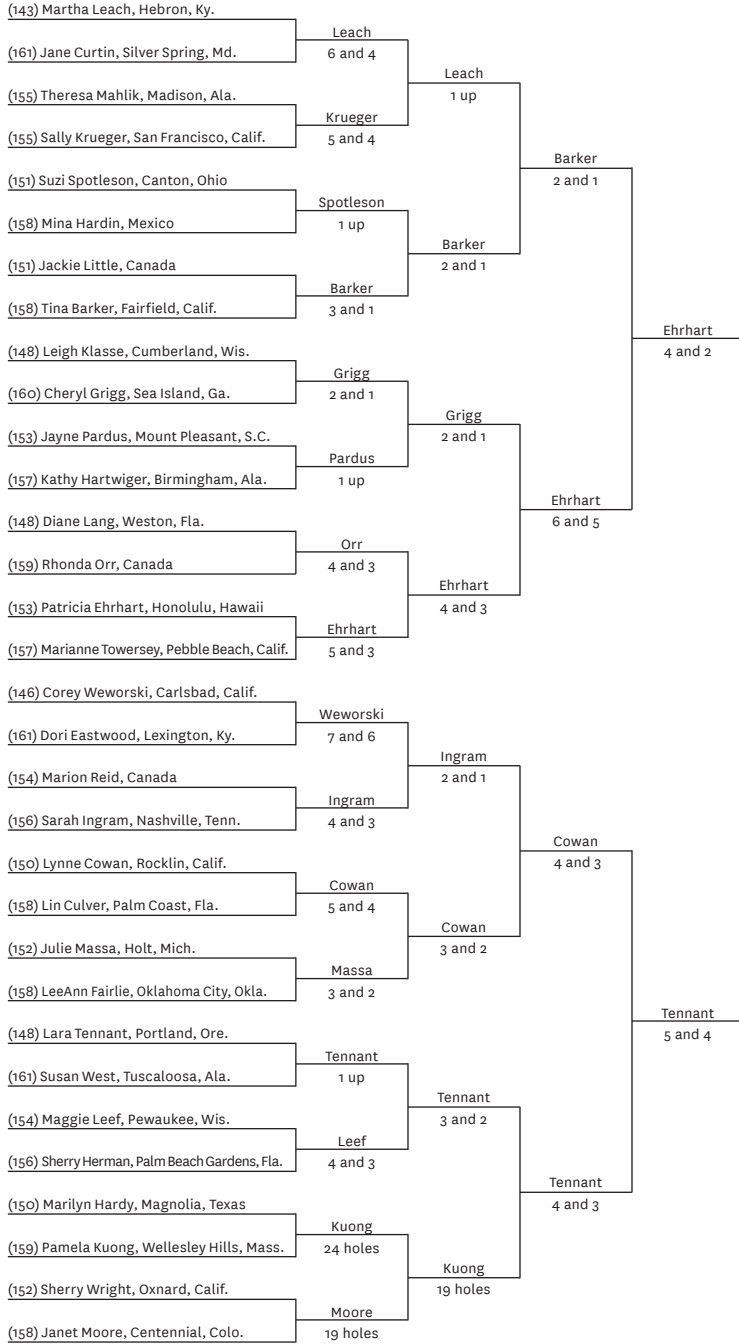 (143) Martha Leach, Hebron, Ky.
(161) Jane Curtin, Silver Spring, Md.
(155) Theresa Mahlik, Madison, Ala.
(155) Sally Krueger, San Francisco, Calif.
(151) Suzi Spotleson, Canton, Ohio
(158) Mina Hardin, Mexico
(151) Jackie Little, Canada
(158) Tina Barker, Fairfield, Calif.
(148) Leigh Klasse, Cumberland, Wis.
(160) Cheryl Grigg, Sea Island, Ga.
(153) Jayne Pardus, Mount Pleasant, S.C.
(157) Kathy Hartwiger, Birmingham, Ala.
(148) Diane Lang, Weston, Fla.
(159) Rhonda Orr, Canada
(153) Patricia Ehrhart, Honolulu, Hawaii
(157) Marianne Towersey, Pebble Beach, Calif.
(146) Corey Weworski, Carlsbad, Calif.
(161) Dori Eastwood, Lexington, Ky.
(154) Marion Reid, Canada
(156) Sarah Ingram, Nashville, Tenn.
(150) Lynne Cowan, Rocklin, Calif.
(158) Lin Culver, Palm Coast, Fla.
(152) Julie Massa, Holt, Mich.
(158) LeeAnn Fairlie, Oklahoma City, Okla.
(148) Lara Tennant, Portland, Ore.
(161) Susan West, Tuscaloosa, Ala.
(154) Maggie Leef, Pewaukee, Wis.
(156) Sherry Herman, Palm Beach Gardens, Fla.
(150) Marilyn Hardy, Magnolia, Texas
(159) Pamela Kuong, Wellesley Hills, Mass.
(152) Sherry Wright, Oxnard, Calif.
(158) Janet Moore, Centennial, Colo.
Leach
6 and 4
Krueger
5 and 4
Spotleson
1 up
Barker
3 and 1
Grigg
2 and 1
Pardus
1 up
Orr
4 and 3
Ehrhart
5 and 3
Weworski
7 and 6
Ingram
4 and 3
Cowan
5 and 4
Massa
3 and 2
Tennant
1 up
Leef
4 and 3
Kuong
24 holes
Moore
19 holes
Leach
1 up
Barker
2 and 1
Grigg
2 and 1
Ehrhart
4 and 3
Ingram
2 and 1
Cowan
3 and 2
Tennant
3 and 2
Kuong
19 holes
Barker
2 and 1
Ehrhart
6 and 5
Cowan
4 and 3
Tennant
4 and 3
Ehrhart
4 and 2
Tennant
5 and 4